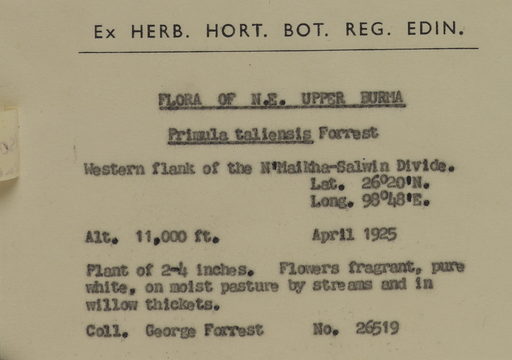 Ex HERB. HORT. BOT. REG. EDIN.
FLORA OF N.E. UPPER BURMA
Primula taliensis Forrest
Western flank of the N'Maikha-Salwin Divide.
Lat. 26°20'N.
Long. 98°48'E.
Alt. 11,000 ft. April 1925
Plant of 2-4 inches. Flowers fragrant, pure
white, on moist pasture by streams and in
willow thickets.
Coll. George Forrest No. 26519